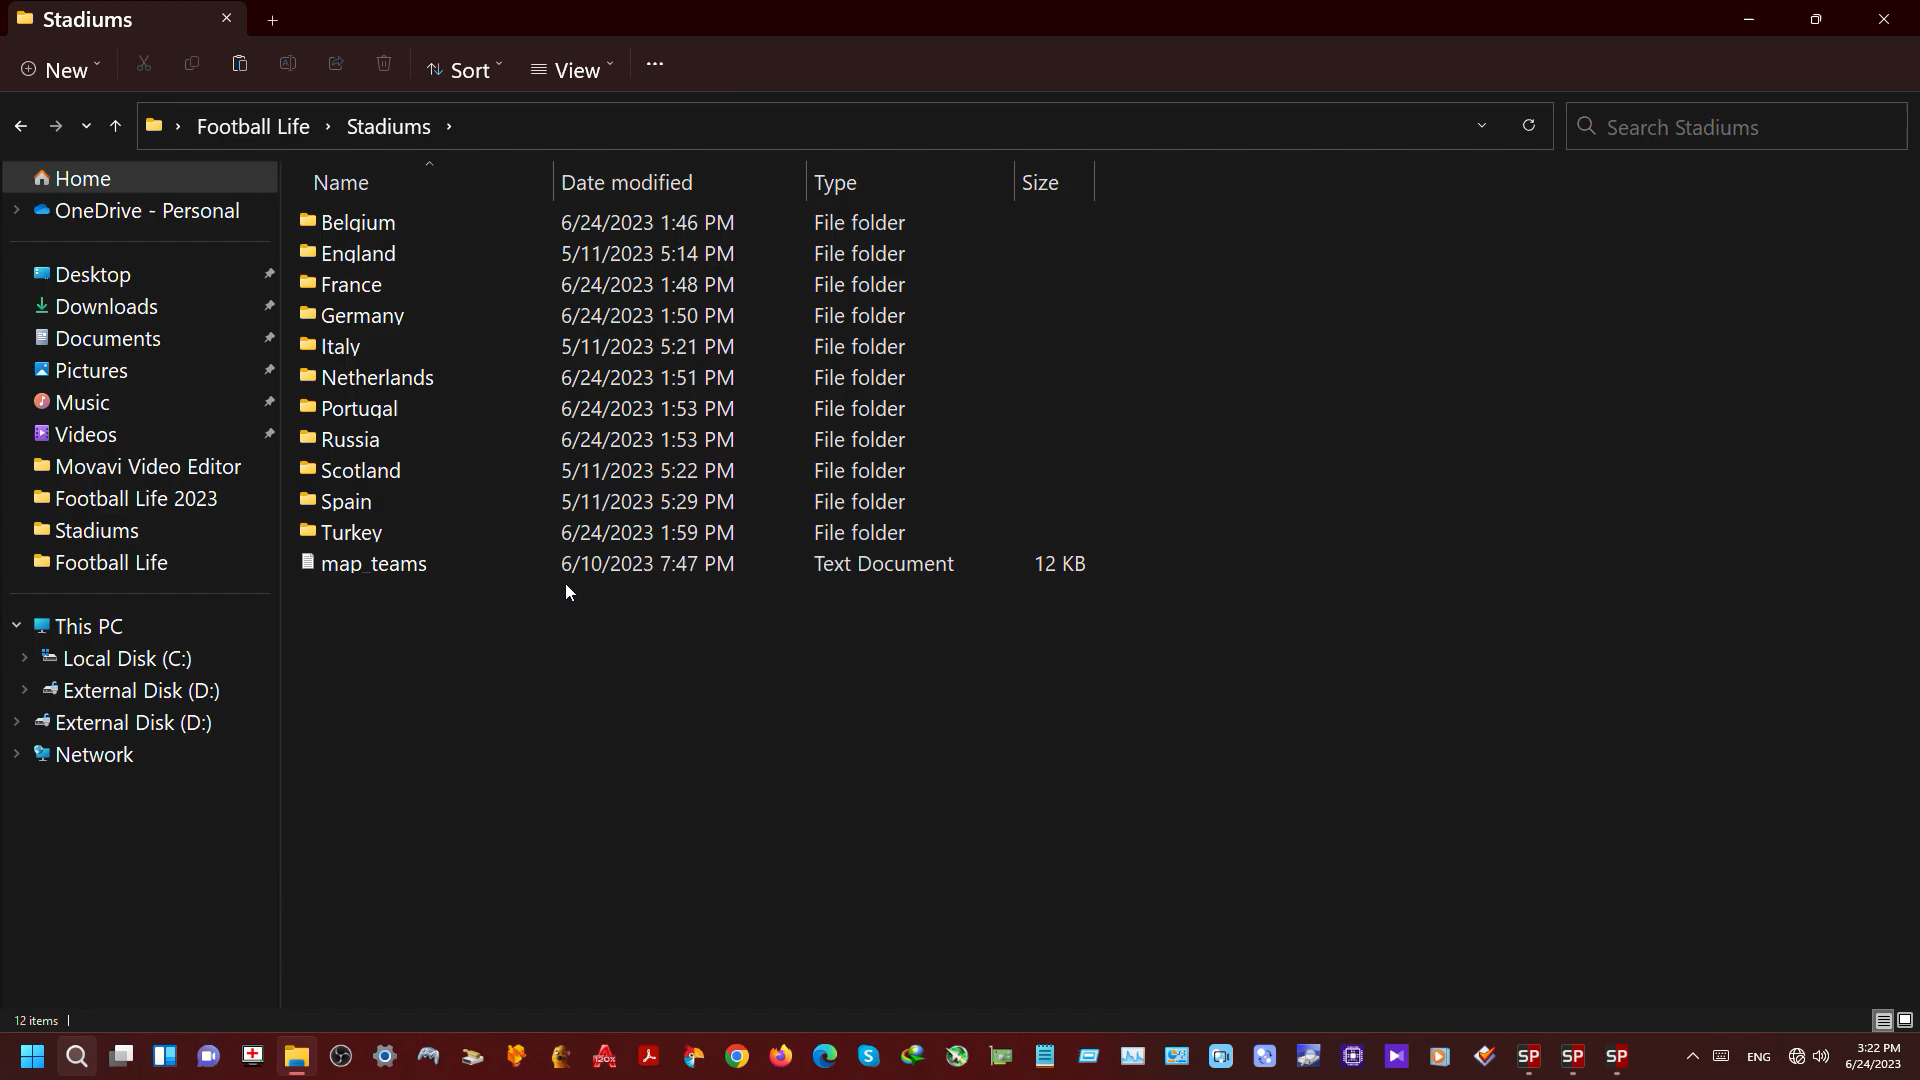 Stadiums
New
Sort
View
Football Life
Stadiums
Search Stadiums
Home
OneDrive - Personal
Desktop
Downloads
Documents
Pictures
Music
Videos
Movavi Video Editor
Football Life 2023
Stadiums
Football Life
This PC
Local Disk (C:)
External Disk (D:)
External Disk (D:)
Network
Name Date modified Type Size
Belgium 6/24/2023 1:46 PM File folder
England 5/11/2023 5:14 PM File folder
France 6/24/2023 1:48 PM File folder
Germany 6/24/2023 1:50 PM File folder
Italy 5/11/2023 5:21 PM File folder
Netherlands 6/24/2023 1:51 PM File folder
Portugal 6/24/2023 1:53 PM File folder
Russia 6/24/2023 1:53 PM File folder
Scotland 5/11/2023 5:22 PM File folder
Spain 5/11/2023 5:29 PM File folder
Turkey 6/24/2023 1:59 PM File folder
map_teams 6/10/2023 7:47 PM Text Document 12 KB
12 items
120%
SP
SP
SP
ENG
3:22 PM
6/24/2023